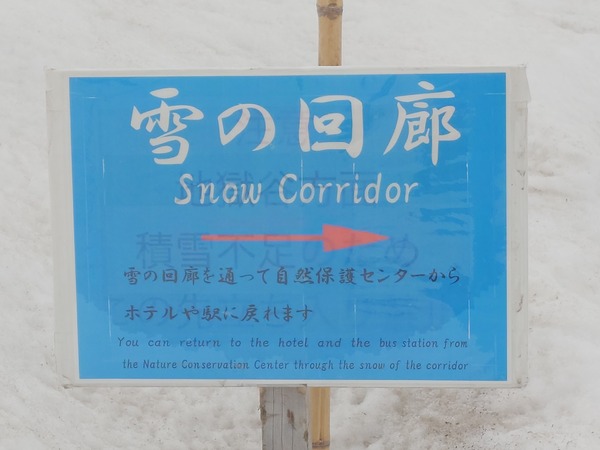 雪の回廊
Snow Corridor
雪の回廊を通って自然保護センターから
ホテルや駅に戻れます
You can return to the hotel and the bus station from
the Nature Conservation Center through the snow of the corridor